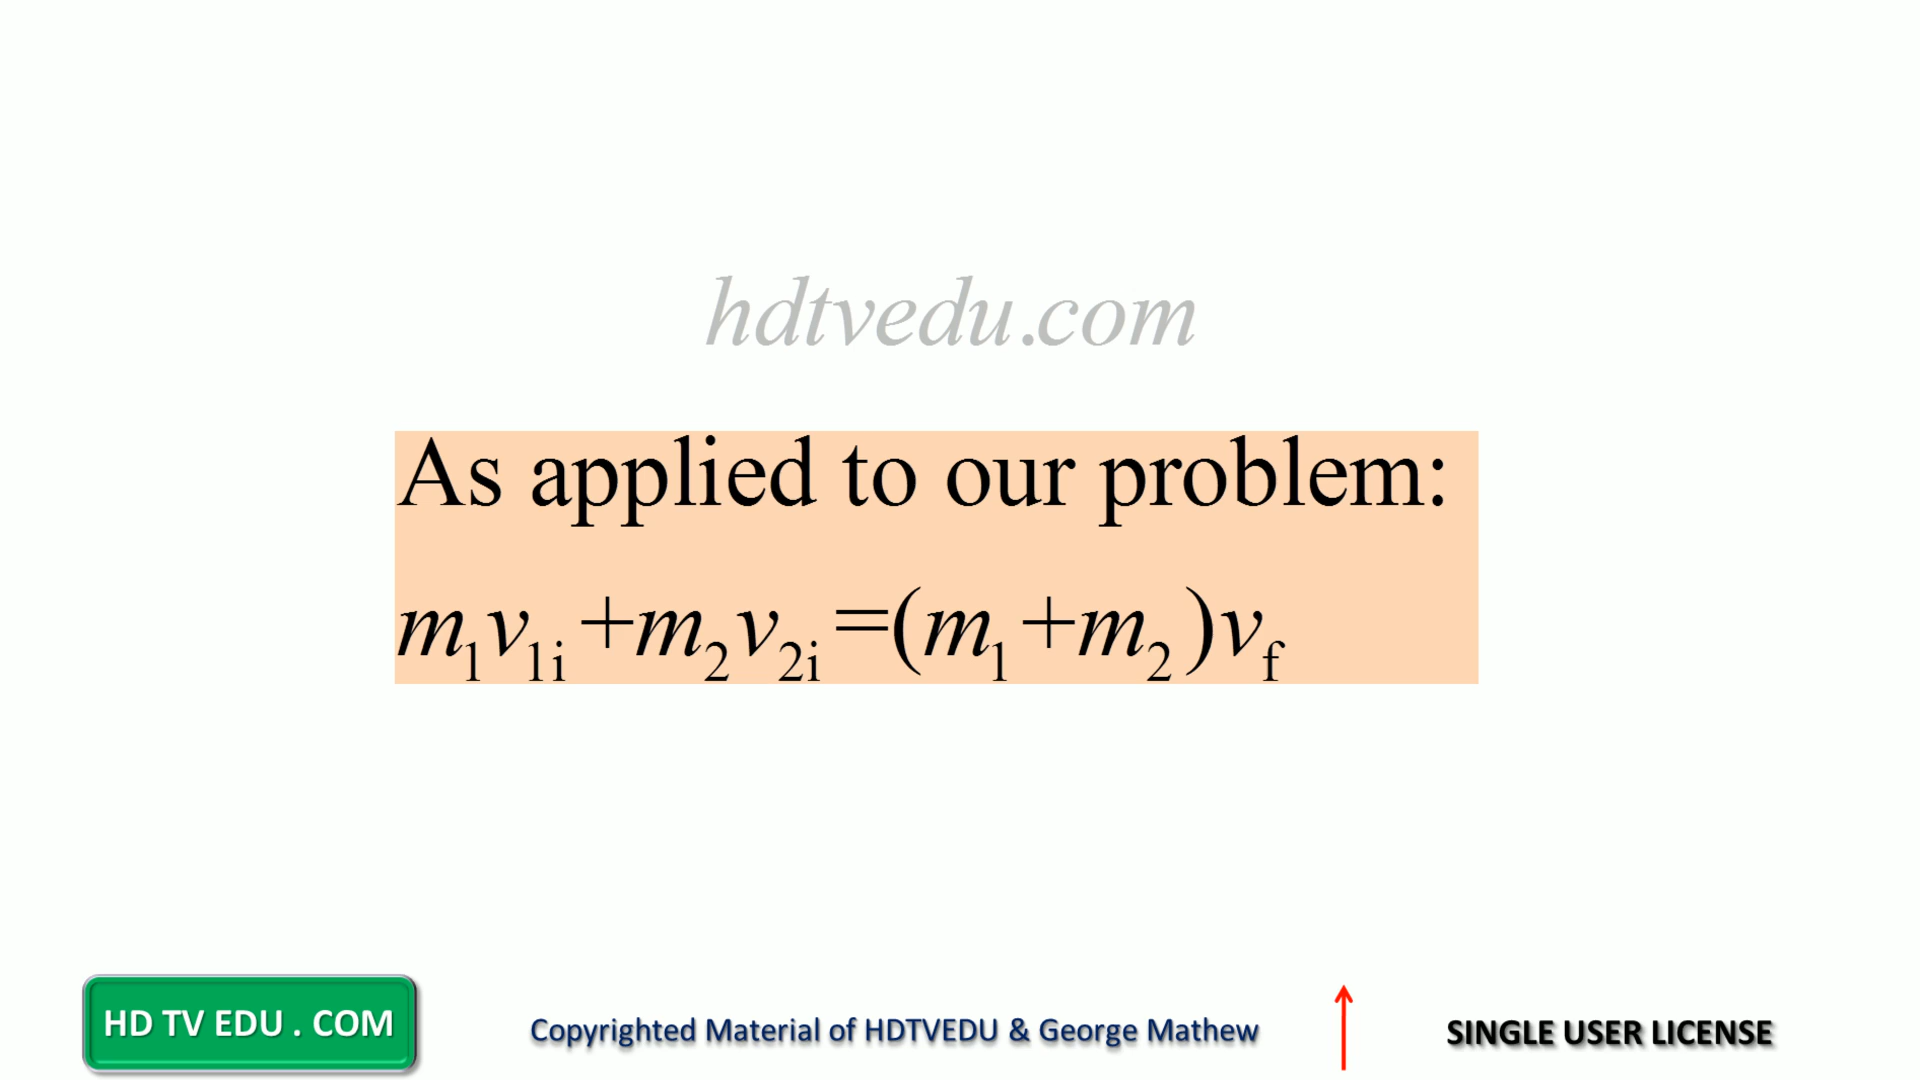 hdtvedu.com
As applied to our problem:
m₁v₁ᵢ+m₂v₂ᵢ=(m₁+m₂)v_f
HD TV EDU . COM
Copyrighted Material of HDTVEDU & George Mathew
SINGLE USER LICENSE